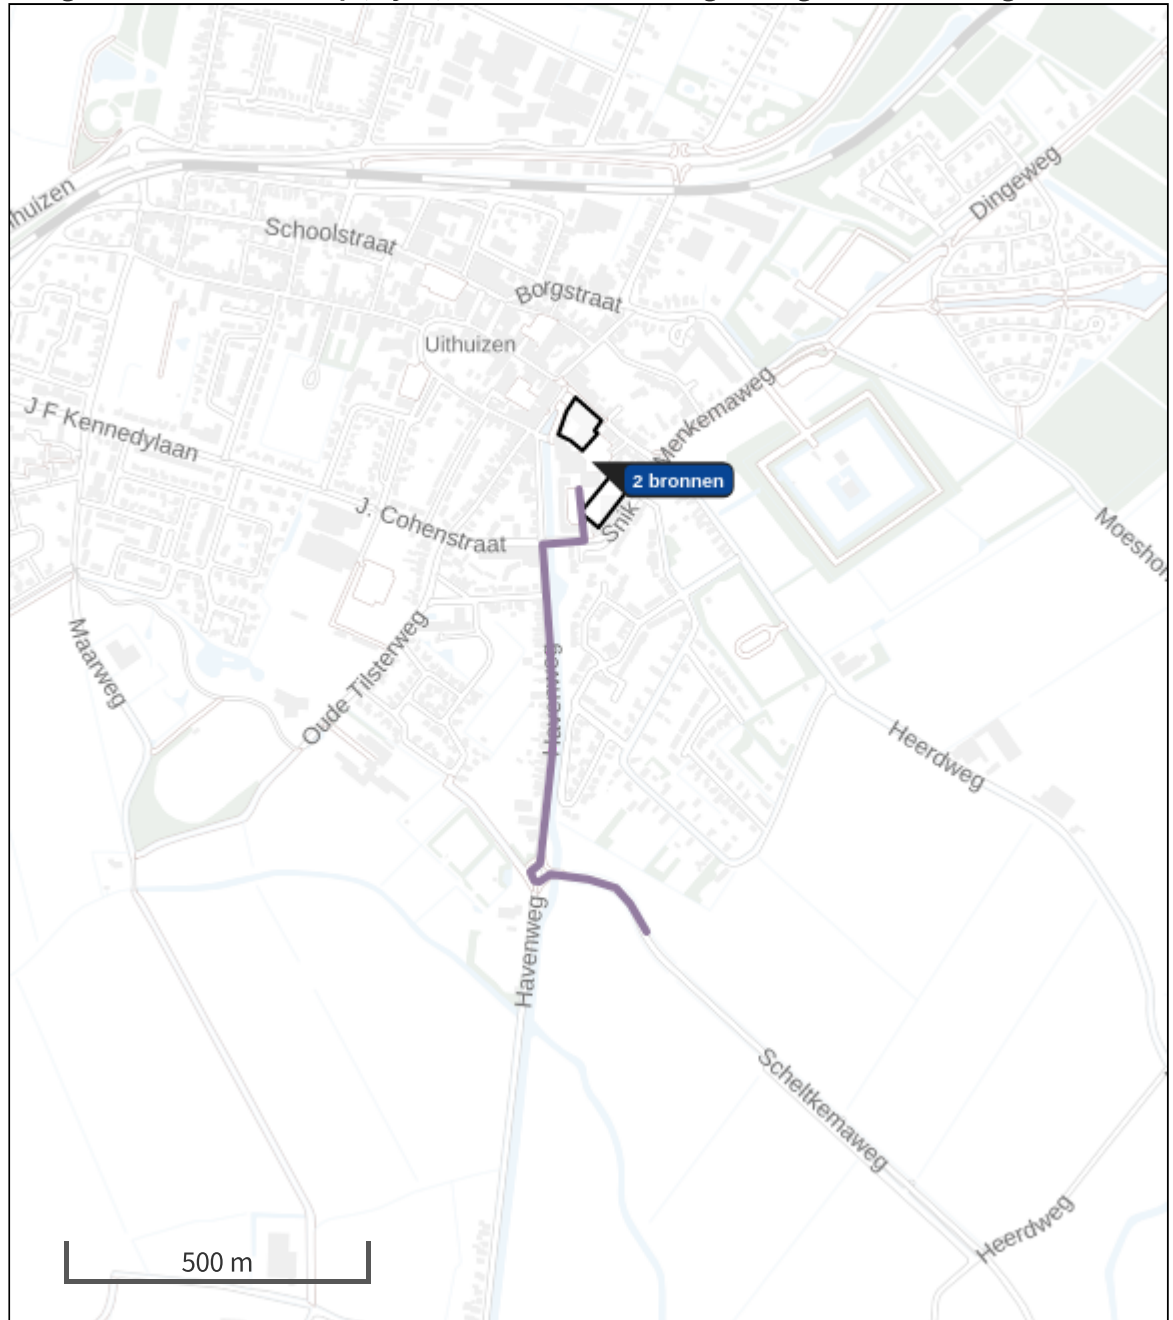 huizen
Dingeweg
Schoolstraat
Borgstraat
Uithuizen
Menkemaweg
J F Kennedylaan
2 bronnen
Snik
J. Cohenstraat
Moeshor
Maarweg
Oude Tilsterweg
Havenweg
Heerdweg
Havenweg
Scheltkemaweg
Heerdweg
500 m